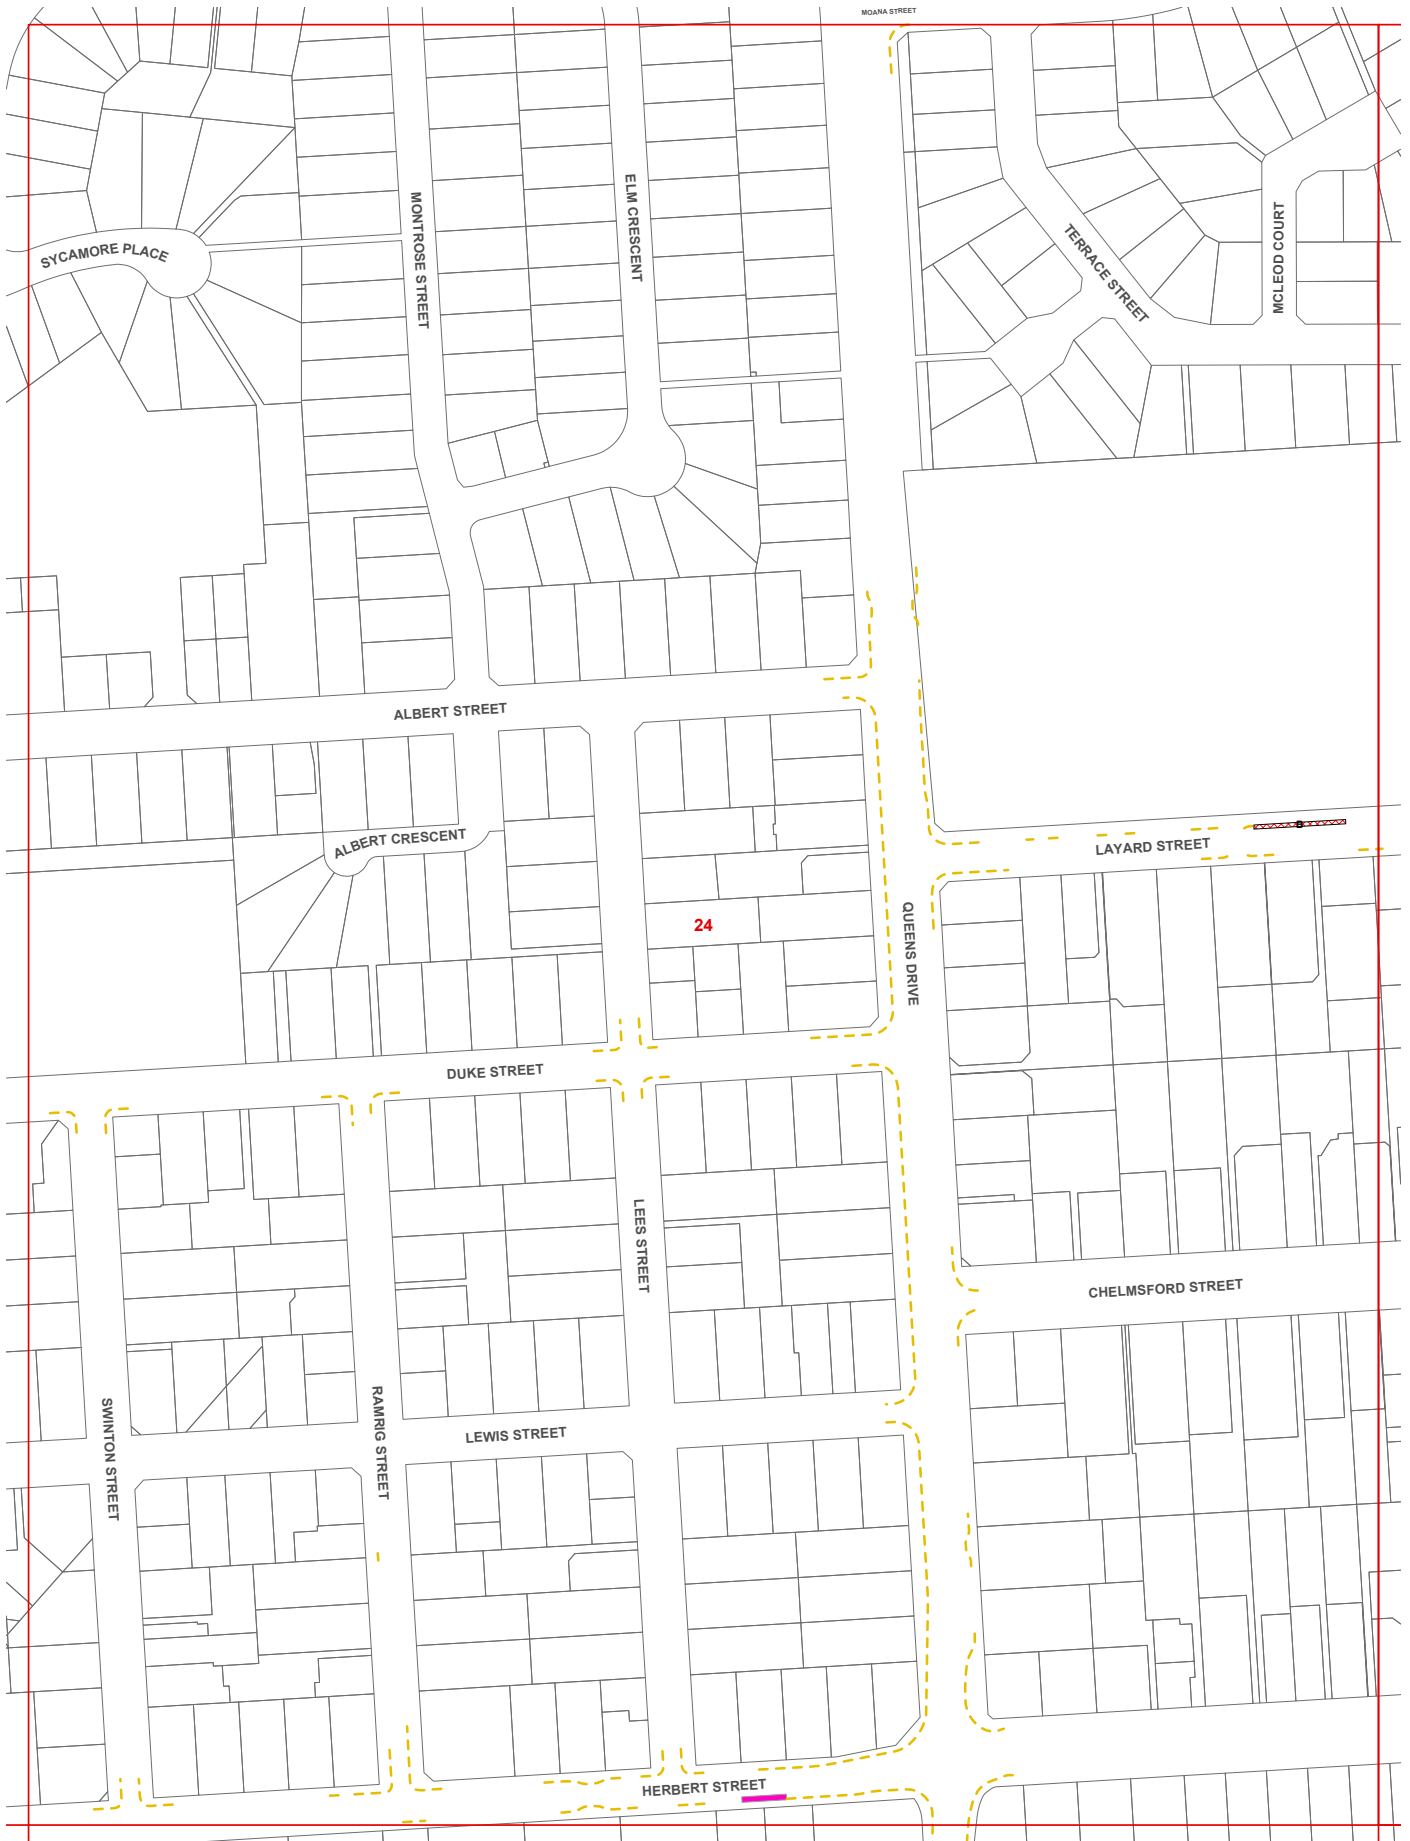 MOANA STREET
SYCAMORE PLACE
MONTROSE STREET
ELM CRESCENT
TERRACE STREET
MCLEOD COURT
ALBERT STREET
ALBERT CRESCENT
LAYARD STREET
24
QUEENS DRIVE
DUKE STREET
LEES STREET
CHELMSFORD STREET
SWINTON STREET
RAMRIG STREET
LEWIS STREET
HERBERT STREET